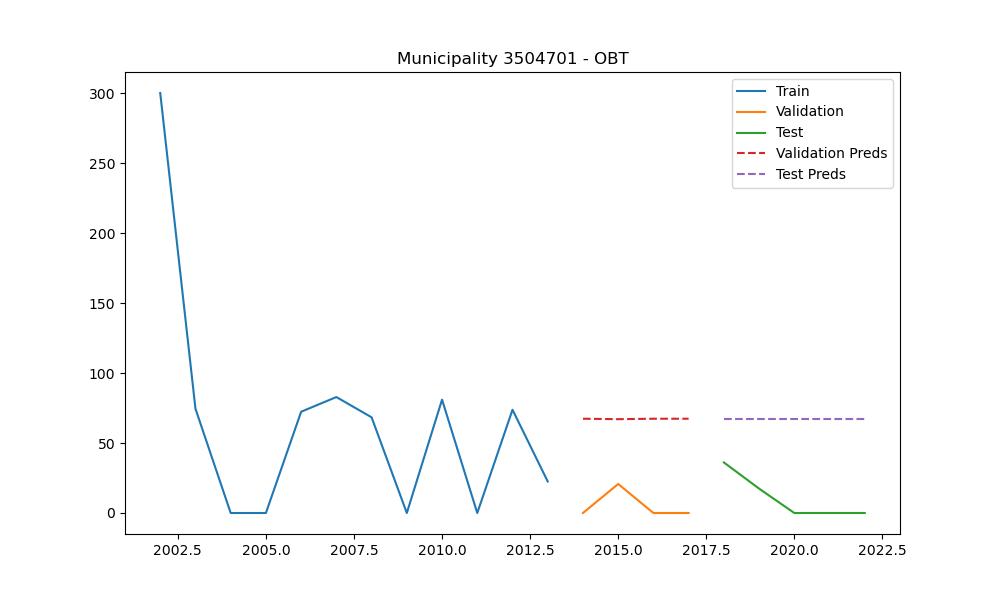 Municipality 3504701 - OBT
Train
Validation
Test
Validation Preds
Test Preds
300
250
200
150
100
50
0
2002.5 2005.0 2007.5 2010.0 2012.5 2015.0 2017.5 2020.0 2022.5